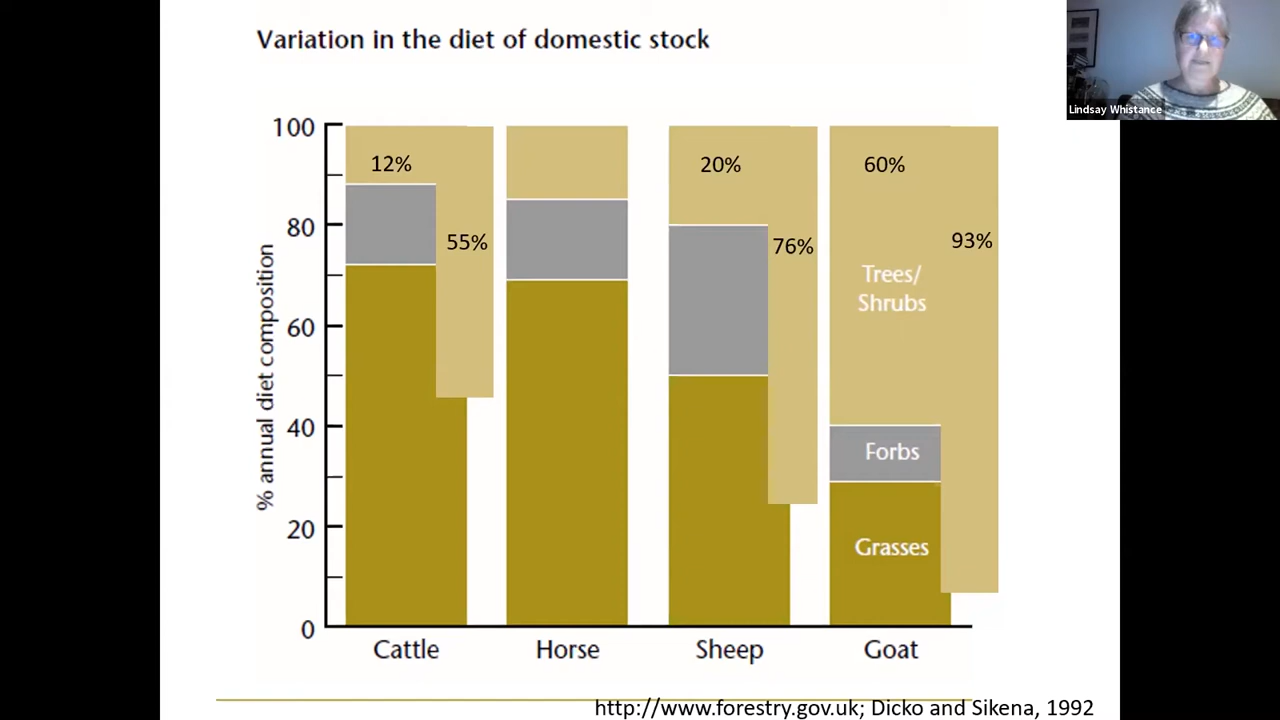 Variation in the diet of domestic stock
Lindsay Whistance
% annual diet composition
100
80
60
40
20
0
12%
55%
20%
76%
60%
93%
Trees/
Shrubs
Forbs
Grasses
Cattle
Horse
Sheep
Goat
http://www.forestry.gov.uk; Dicko and Sikena, 1992